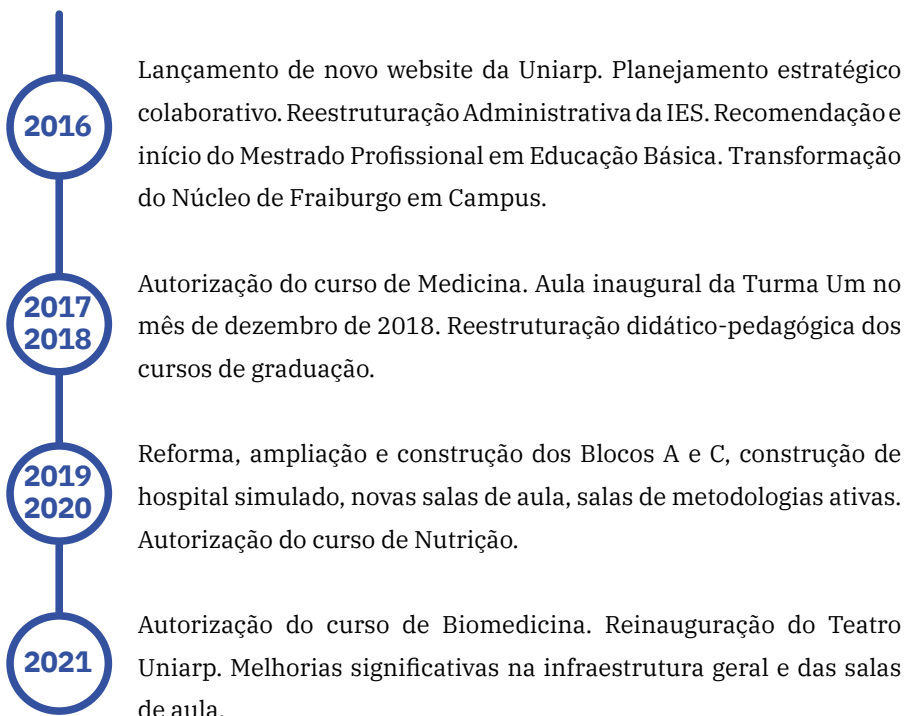 2016
Lançamento de novo website da Uniarp. Planejamento estratégico
colaborativo. Reestruturação Administrativa da IES. Recomendação e
início do Mestrado Profissional em Educação Básica. Transformação
do Núcleo de Fraiburgo em Campus.
2017
2018
Autorização do curso de Medicina. Aula inaugural da Turma Um no
mês de dezembro de 2018. Reestruturação didático-pedagógica dos
cursos de graduação.
2019
2020
Reforma, ampliação e construção dos Blocos A e C, construção de
hospital simulado, novas salas de aula, salas de metodologias ativas.
Autorização do curso de Nutrição.
2021
Autorização do curso de Biomedicina. Reinauguração do Teatro
Uniarp. Melhorias significativas na infraestrutura geral e das salas
de aula.